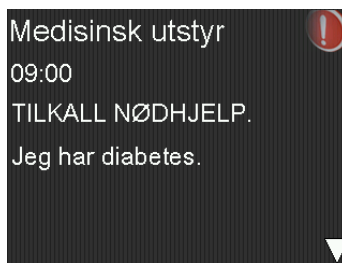 Medisinsk utstyr
09:00
TILKALL NØDHJELP.
Jeg har diabetes.